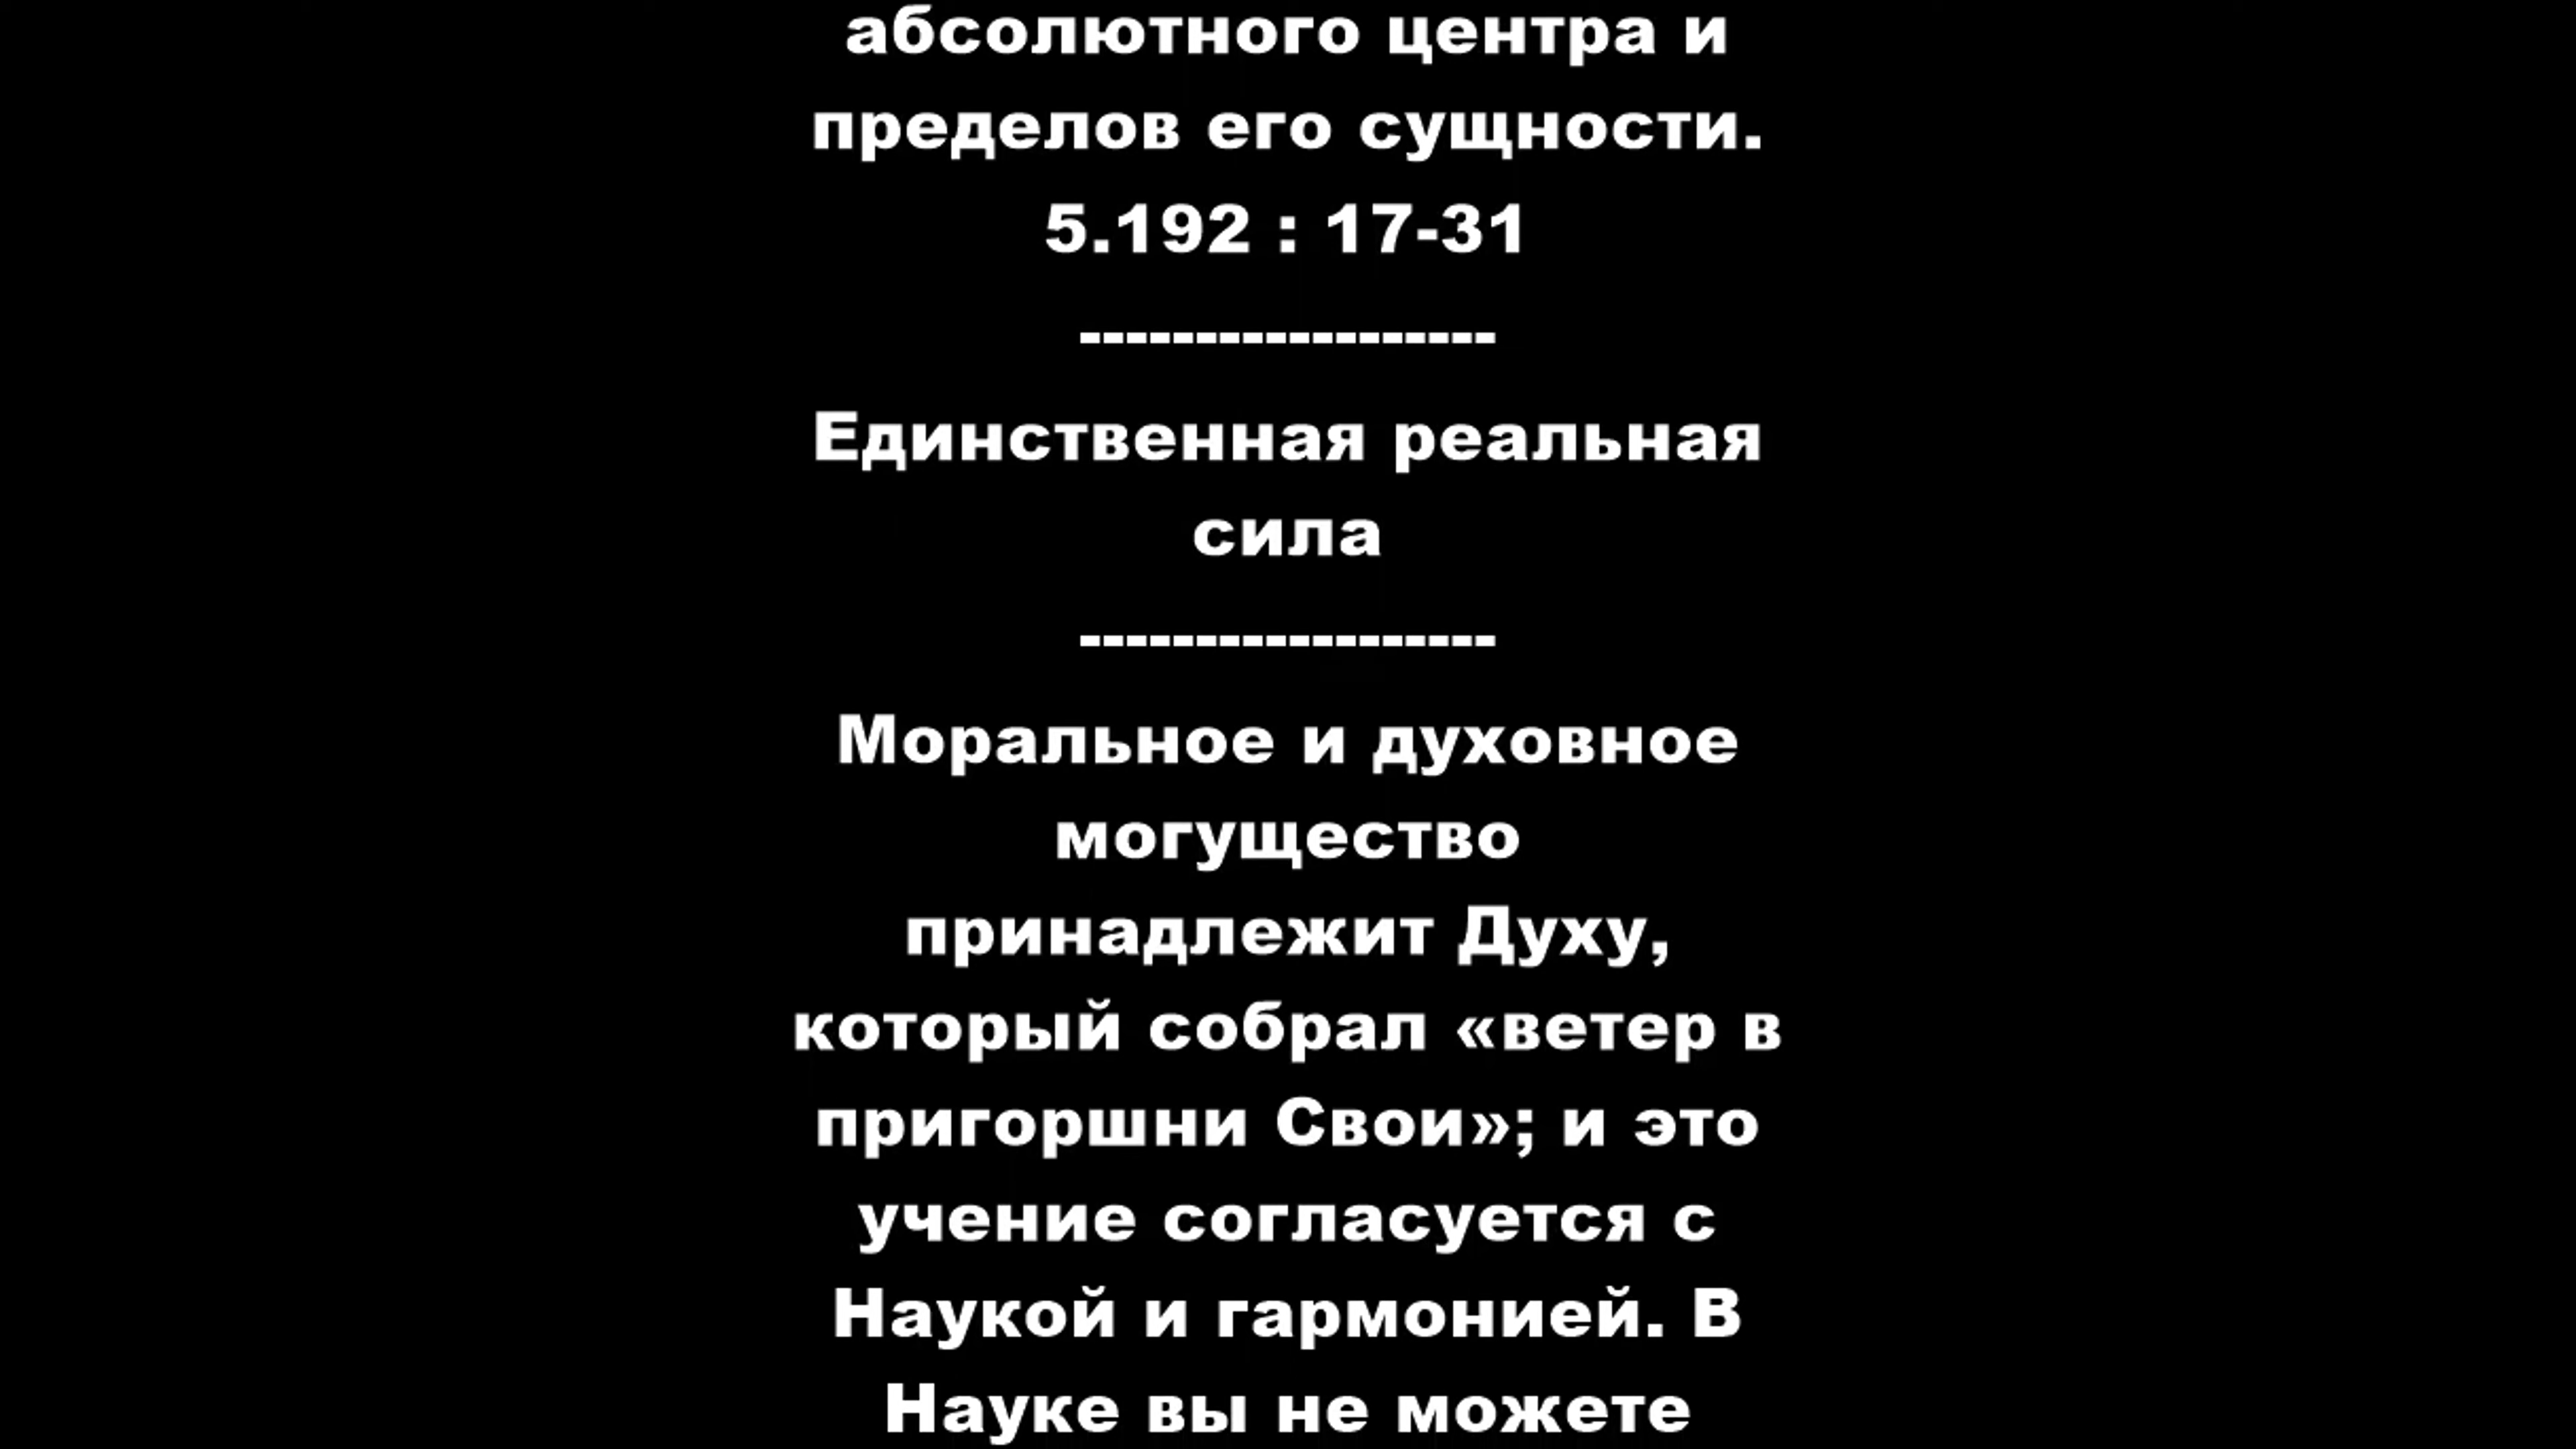 абсолютного центра и
пределов его сущности.
5.192 : 17-31
------------------
Единственная реальная
сила
------------------
Моральное и духовное
могущество
принадлежит Духу,
который собрал «ветер в
пригоршни Свои»; и это
учение согласуется с
Наукой и гармонией. В
Науке вы не можете